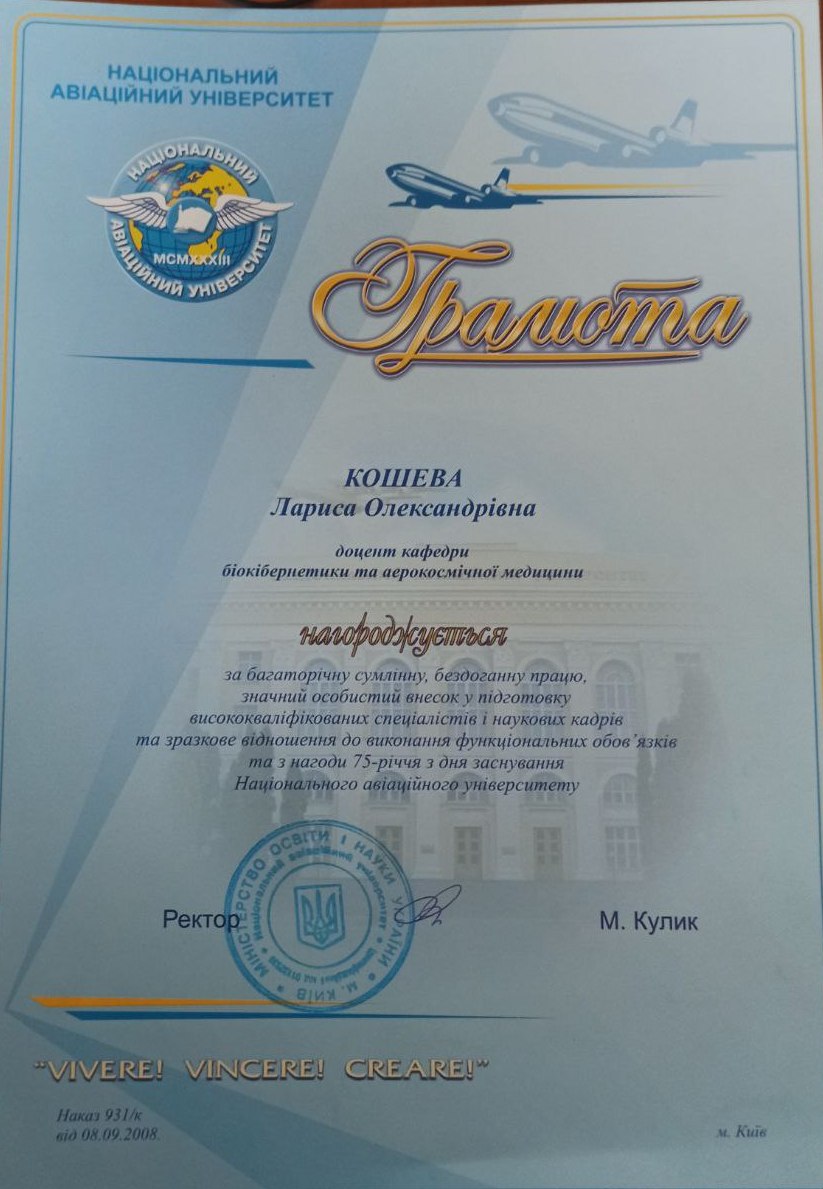 НАЦІОНАЛЬНИЙ
АВІАЦІЙНИЙ УНІВЕРСИТЕТ
НАЦІОНАЛЬНИЙ
MCMXXXIII
АВІАЦІЙНИЙ УНІВЕРСИТЕТ
Грамота
КОШЕВА
Лариса Олександрівна
доцент кафедри
біокібернетики та аерокосмічної медицини
нагороджується
за багаторічну сумлінну, бездоганну працю,
значний особистий внесок у підготовку
висококваліфікованих спеціалістів і наукових кадрів
та зразкове відношення до виконання функціональних обов’язків
та з нагоди 75-річчя з дня заснування
Національного авіаційного університету
МІНІСТЕРСТВО ОСВІТИ І НАУКИ УКРАЇНИ
Національний авіаційний університет
м. КИЇВ
Ректор
М. Кулик
"VIVERE! VINCERE! CREARE!"
Наказ 931/к
від 08.09.2008.
м. Київ